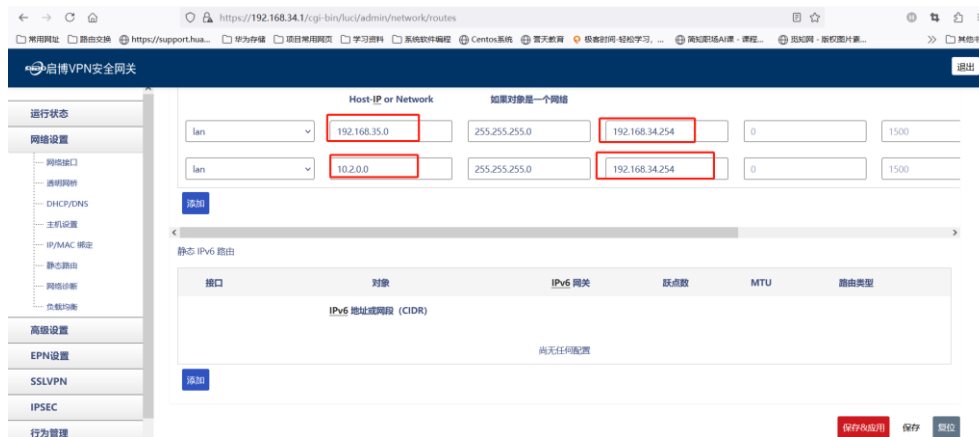 https://192.168.34.1/cgi-bin/luci/admin/network/routes
常用网址 路由交换 https://support.hua... 华为存储 项目常用网页 学习资料 系统软件编程 Centos系统 誉天教育 极客时间-轻松学习, ... 简知职场AI课 - 课程... 觅知网 - 版权图片素... >> 其他书
启博VPN安全网关 退出
运行状态
网络设置
网络接口
透明网桥
DHCP/DNS
主机设置
IP/MAC 绑定
静态路由
网络诊断
负载均衡
高级设置
EPN设置
SSLVPN
IPSEC
行为管理
Host-IP or Network 如果对象是一个网络
lan 192.168.35.0 255.255.255.0 192.168.34.254 0 1500
lan 10.2.0.0 255.255.255.0 192.168.34.254 0 1500
添加
静态 IPv6 路由
接口 对象 IPv6 网关 跃点数 MTU 路由类型
IPv6 地址或网段 (CIDR)
尚无任何配置
添加
保存&应用 保存 复位